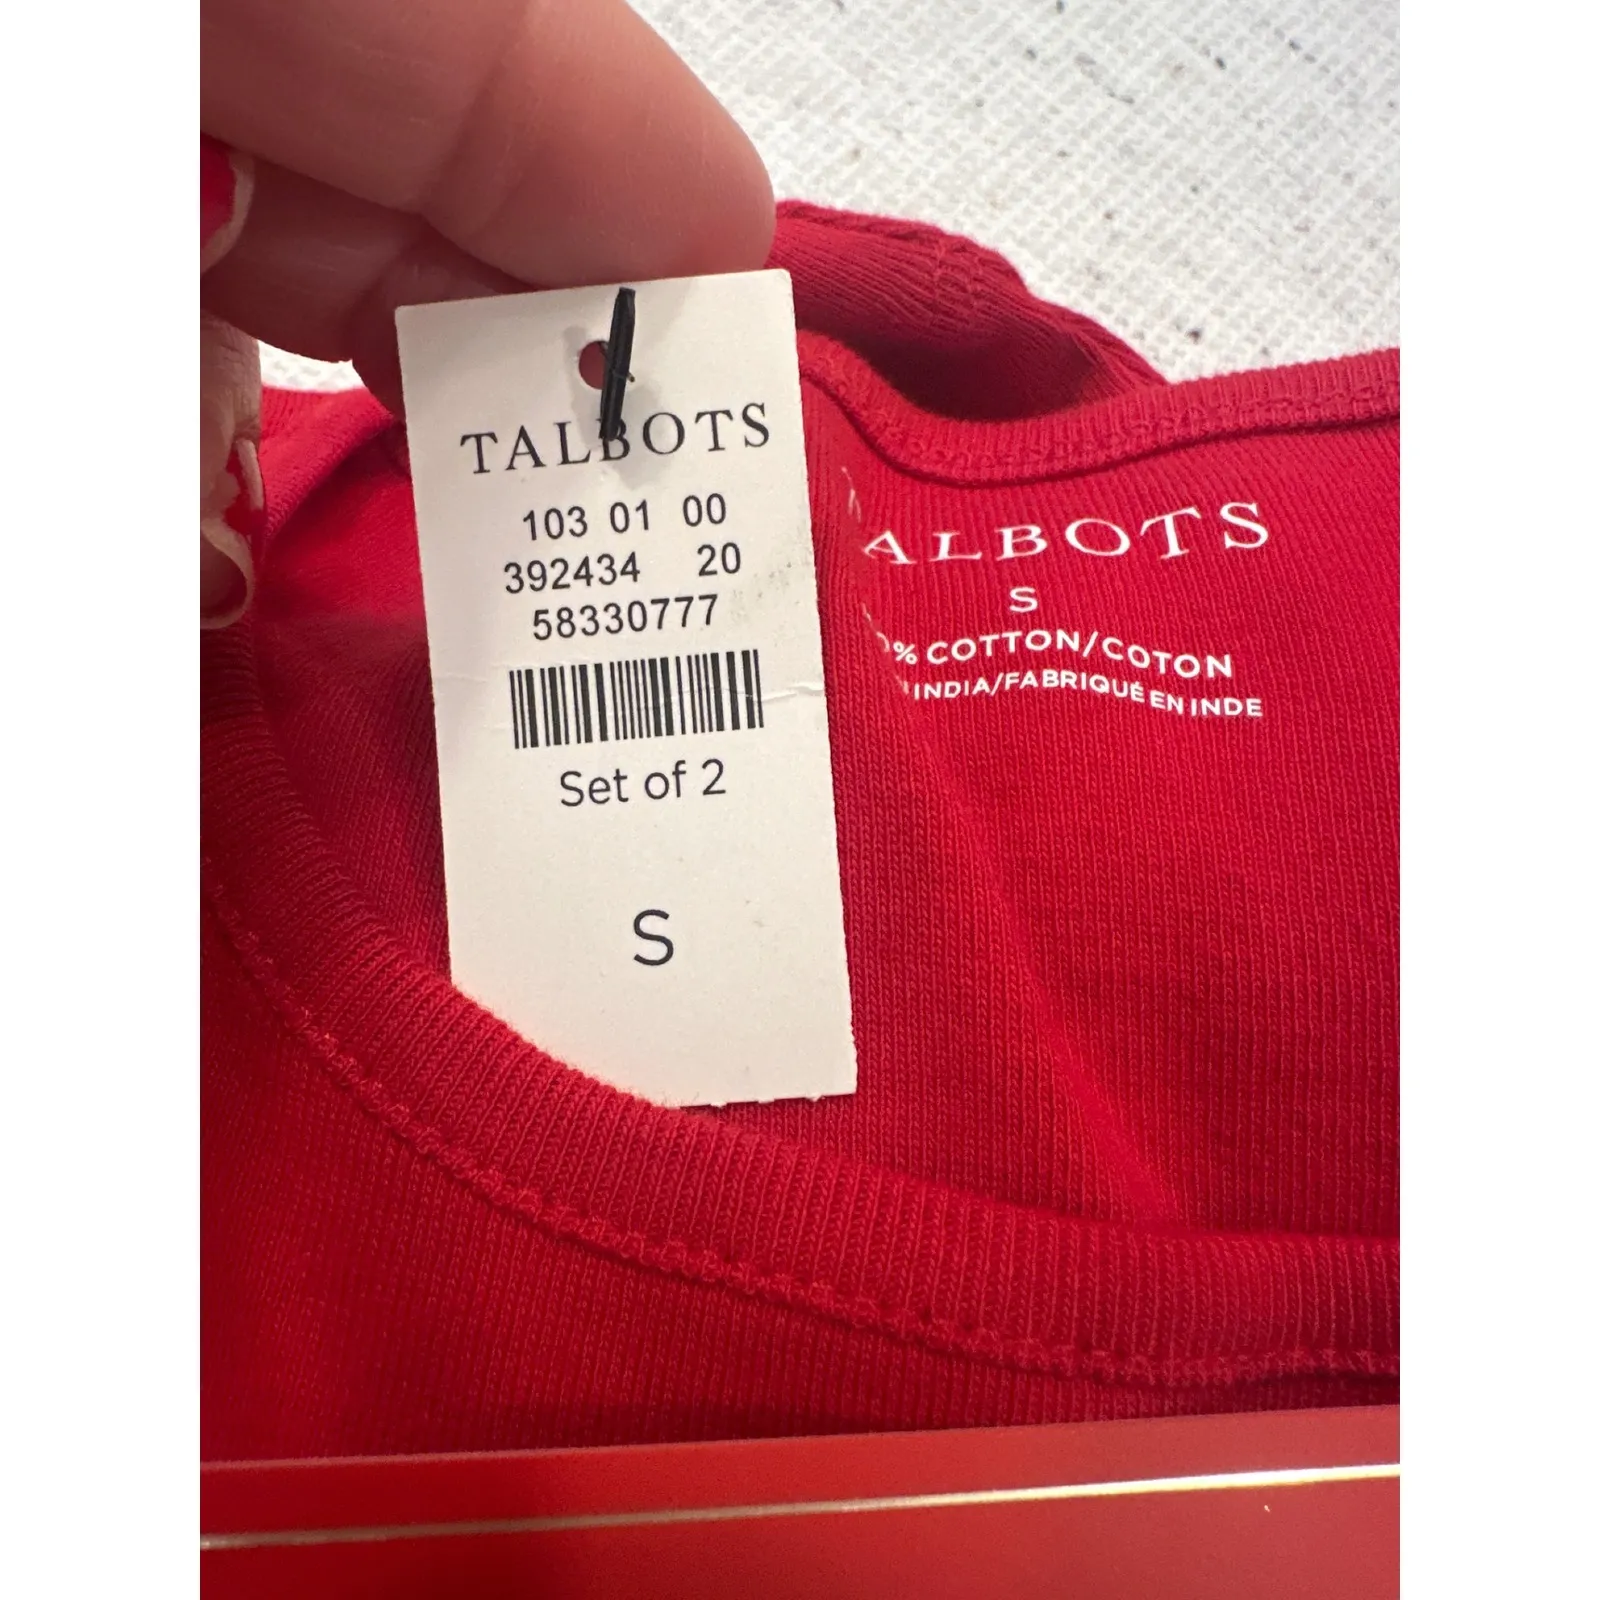 TALBOTS
103 01 00
392434 20
58330777
Set of 2
S
ALBOTS
S
% COTTON/COTON
INDIA/FABRIQUÉ EN INDE